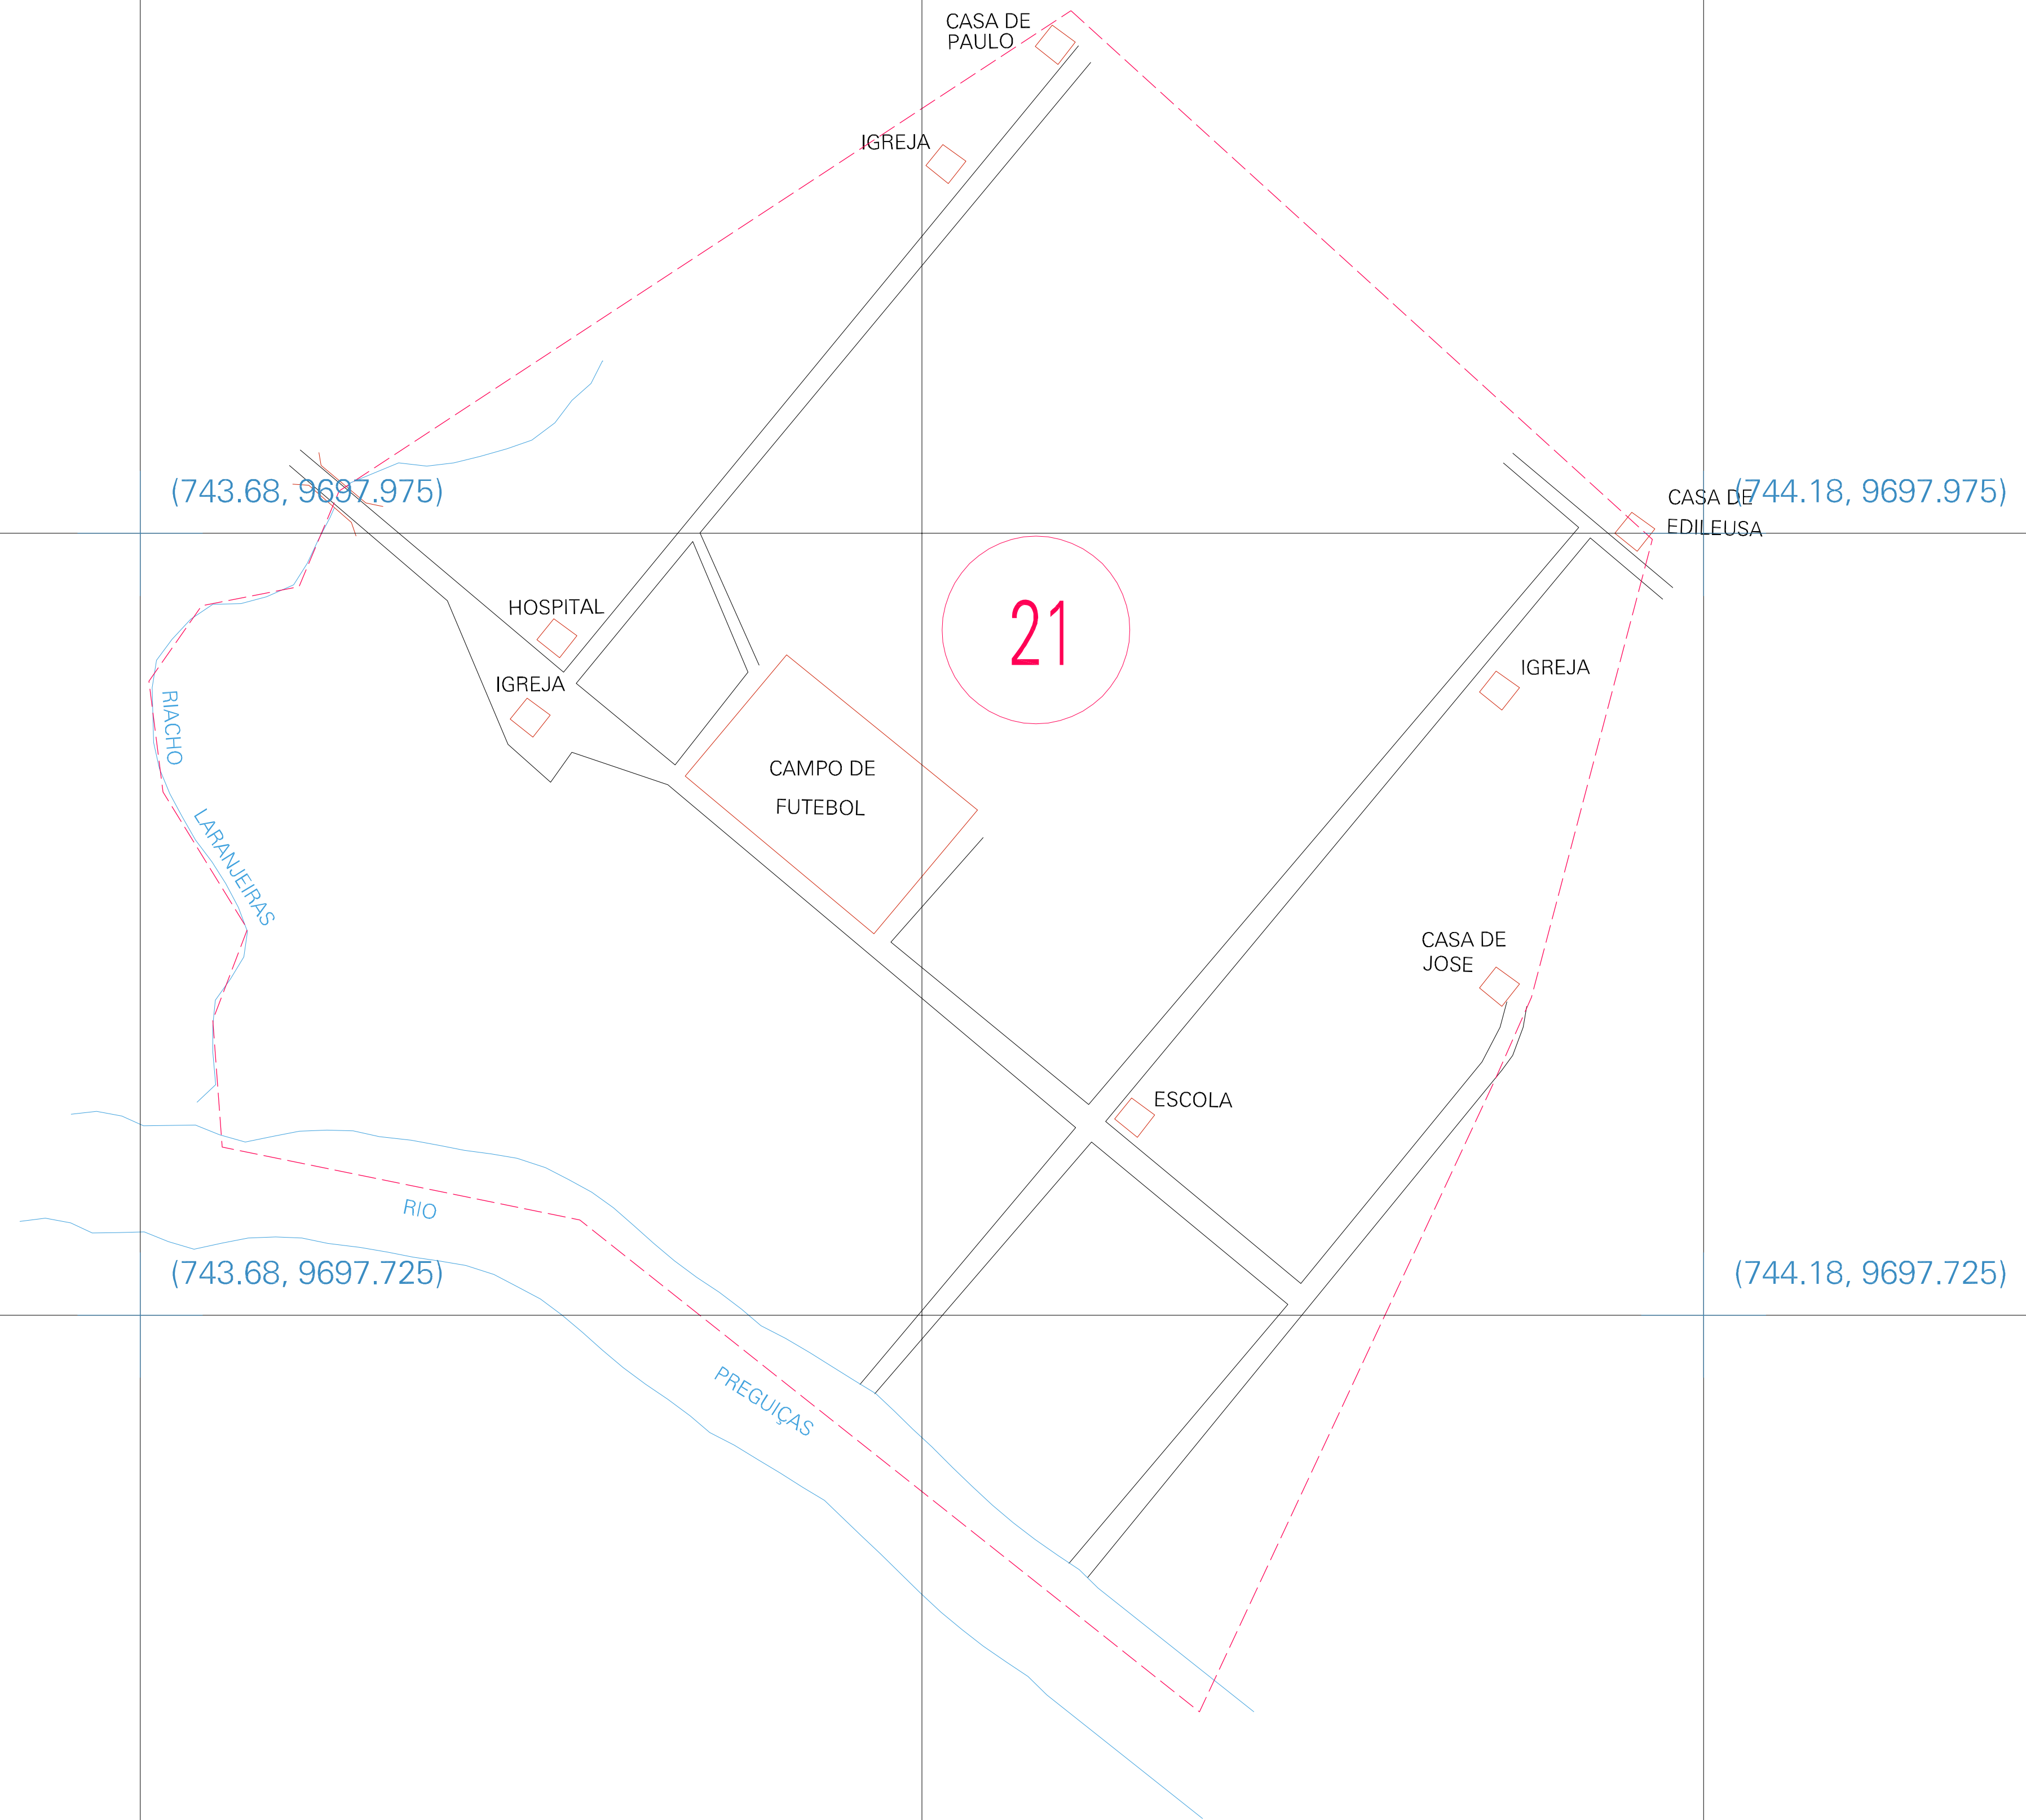 CASA DE
PAULO
IGREJA
(743.68, 9697.975)
(744.18, 9697.975)
CASA DE
EDILEUSA
HOSPITAL
21
IGREJA
IGREJA
RIACHO
LARANJEIRAS
CAMPO DE
FUTEBOL
CASA DE
JOSE
ESCOLA
RIO
(743.68, 9697.725)
(744.18, 9697.725)
PREGUIÇAS